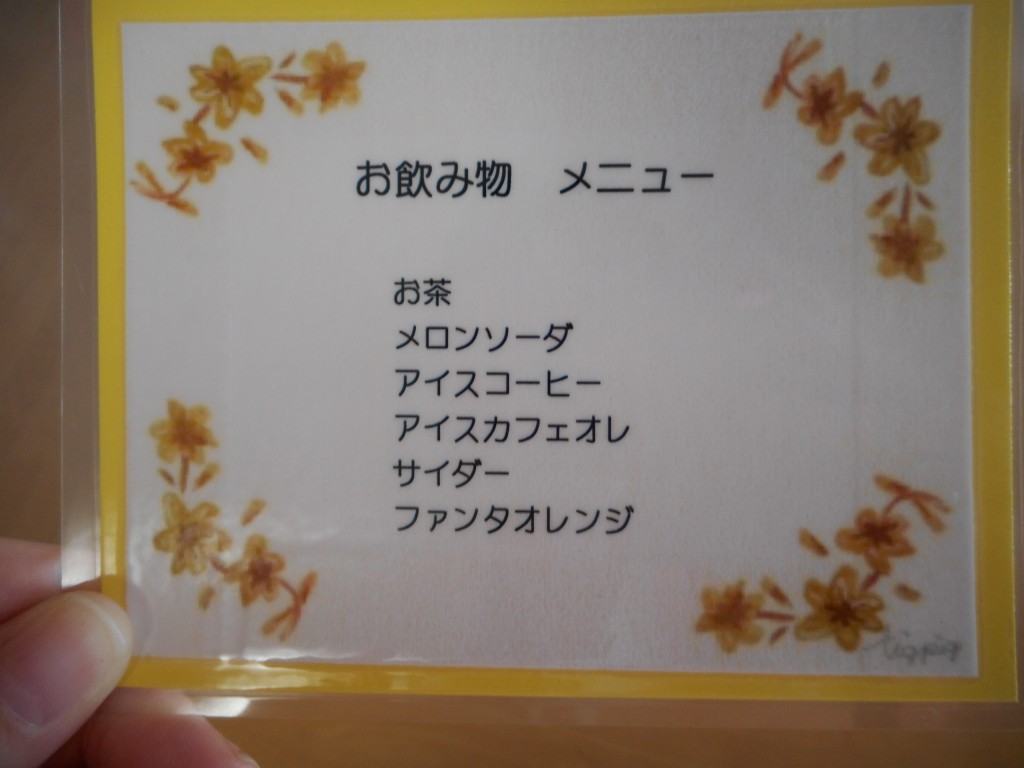 お飲み物　メニュー
お茶
メロンソーダ
アイスコーヒー
アイスカフェオレ
サイダー
ファンタオレンジ